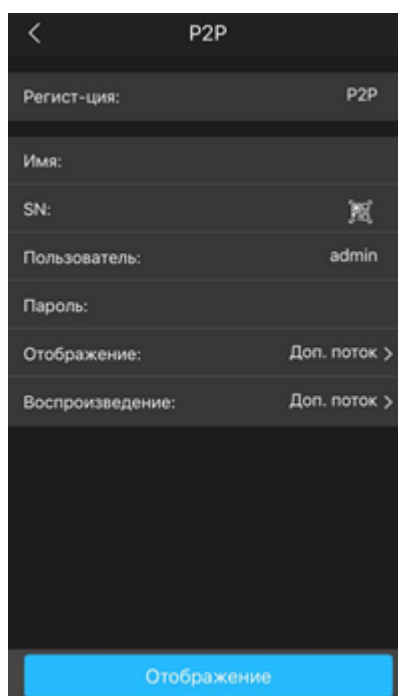 P2P
Регист-ция: P2P
Имя:
SN:
Пользователь: admin
Пароль:
Отображение: Доп. поток
Воспроизведение: Доп. поток
Отображение